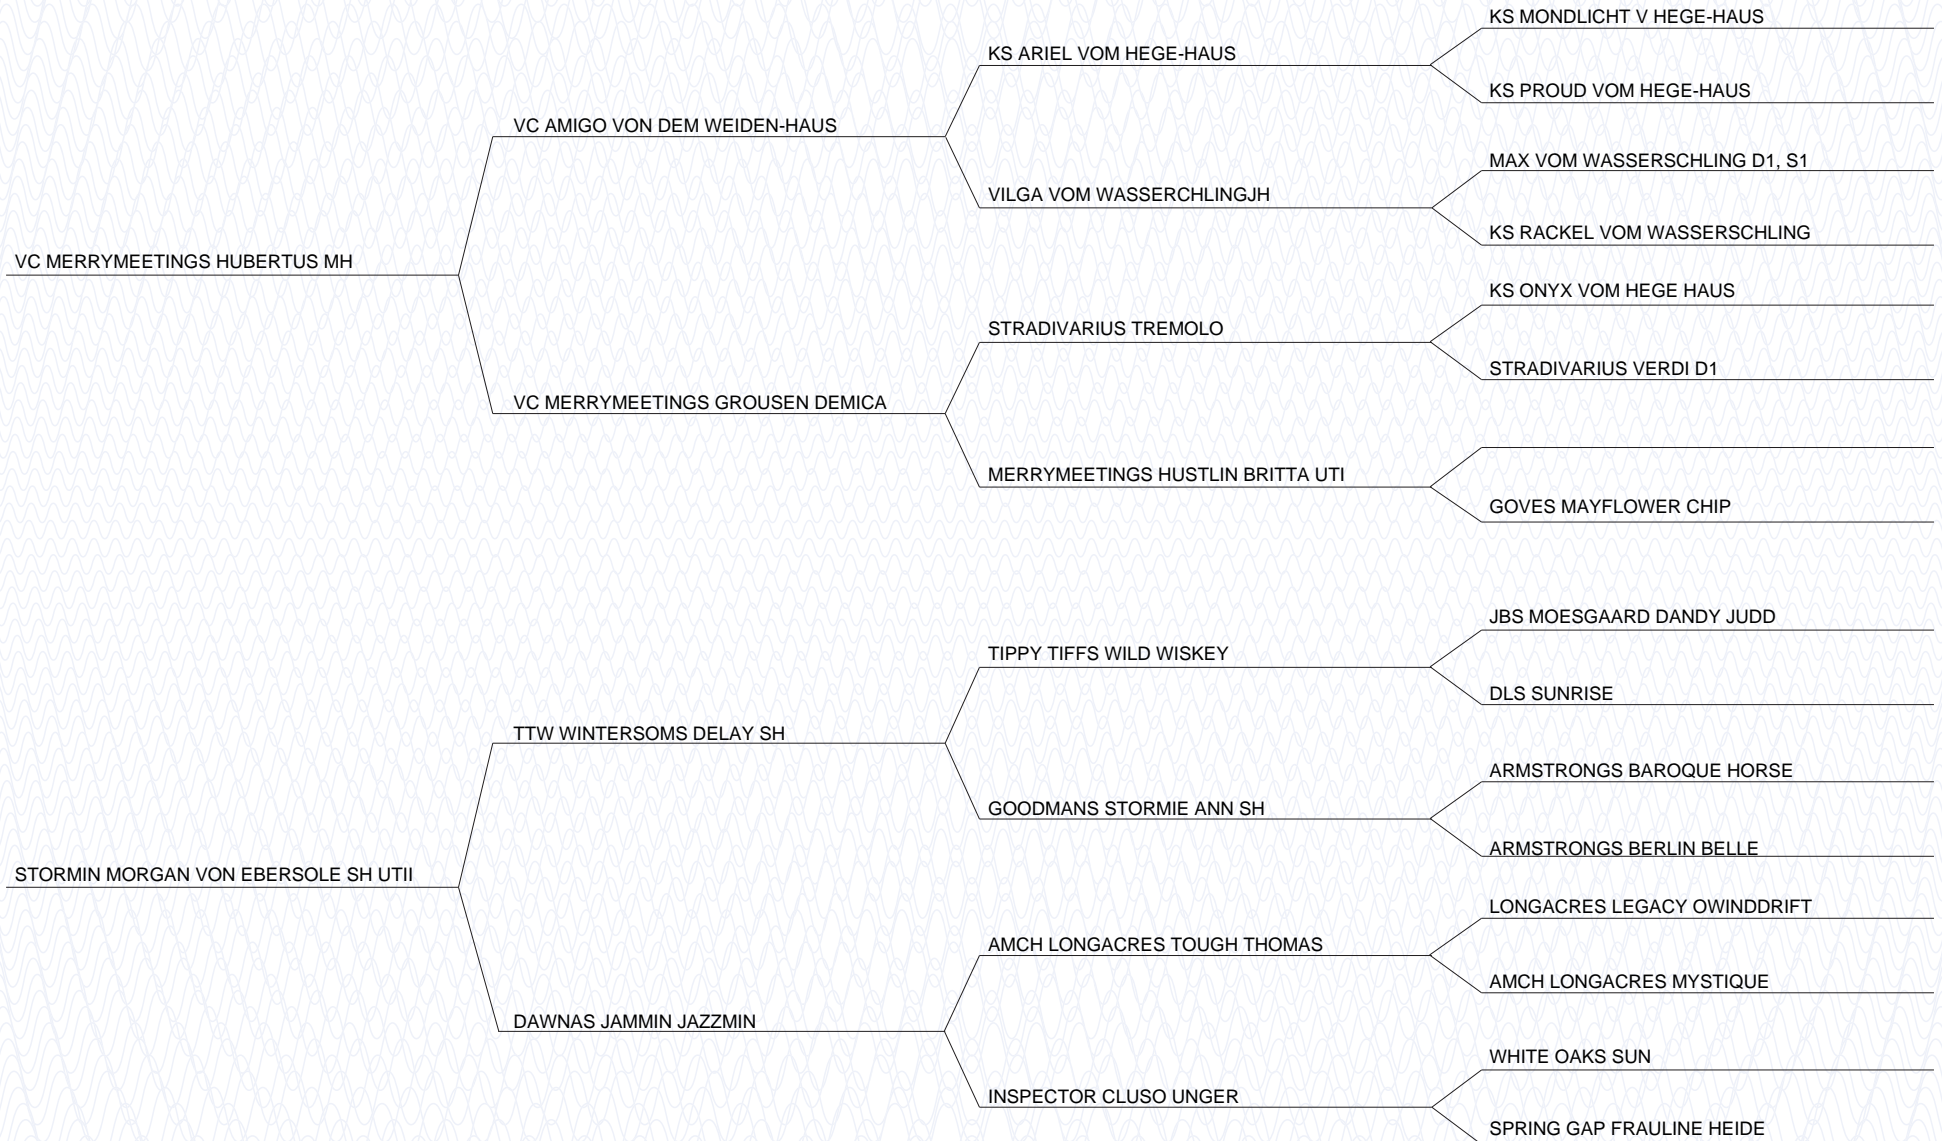 KS MONDLICHT V HEGE-HAUS
KS ARIEL VOM HEGE-HAUS
KS PROUD VOM HEGE-HAUS
VC AMIGO VON DEM WEIDEN-HAUS
MAX VOM WASSERSCHLING D1, S1
VILGA VOM WASSERCHLINGJH
KS RACKEL VOM WASSERSCHLING
VC MERRYMEETINGS HUBERTUS MH
KS ONYX VOM HEGE HAUS
STRADIVARIUS TREMOLO
STRADIVARIUS VERDI D1
VC MERRYMEETINGS GROUSEN DEMICA
MERRYMEETINGS HUSTLIN BRITTA UTI
GOVES MAYFLOWER CHIP
JBS MOESGAARD DANDY JUDD
TIPPY TIFFS WILD WISKEY
DLS SUNRISE
TTW WINTERSOMS DELAY SH
ARMSTRONGS BAROQUE HORSE
GOODMANS STORMIE ANN SH
ARMSTRONGS BERLIN BELLE
STORMIN MORGAN VON EBERSOLE SH UTII
LONGACRES LEGACY OWINDDRIFT
AMCH LONGACRES TOUGH THOMAS
AMCH LONGACRES MYSTIQUE
DAWNAS JAMMIN JAZZMIN
WHITE OAKS SUN
INSPECTOR CLUSO UNGER
SPRING GAP FRAULINE HEIDE